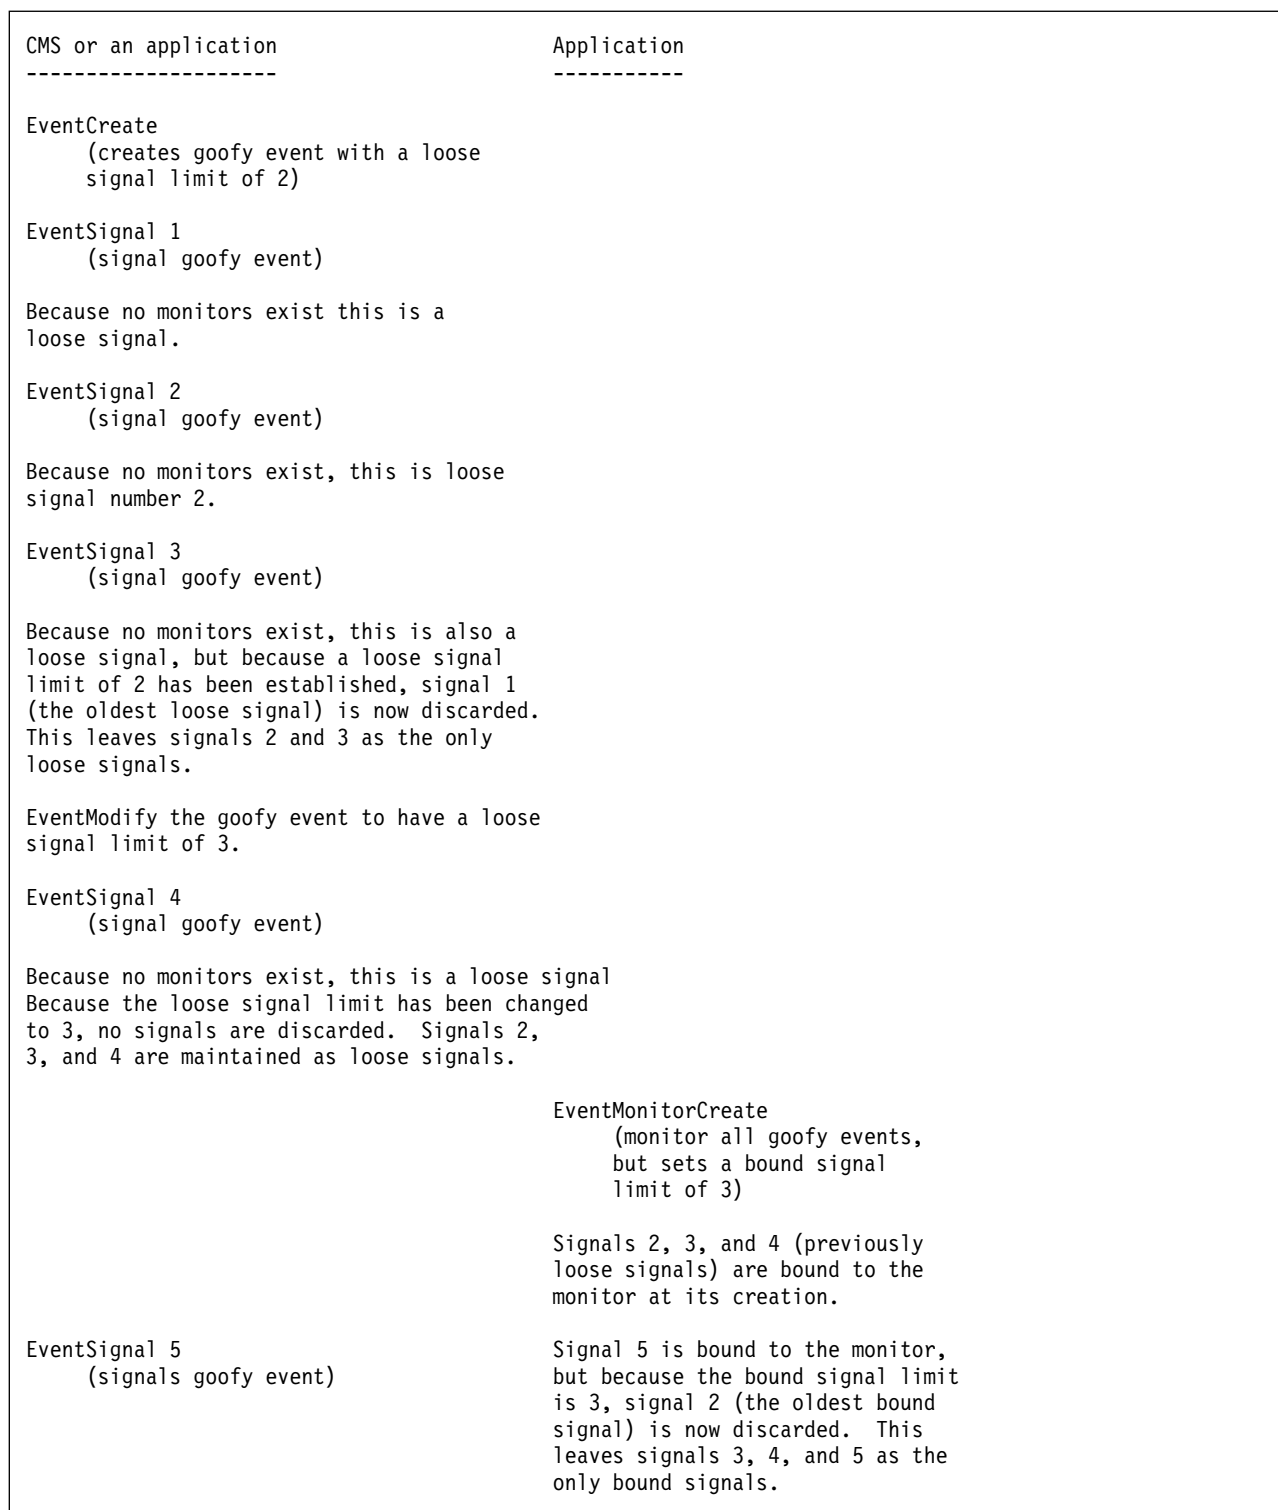 CMS or an application Application
--------------------- -----------
EventCreate
(creates goofy event with a loose
signal limit of 2)
EventSignal 1
(signal goofy event)
Because no monitors exist this is a
loose signal.
EventSignal 2
(signal goofy event)
Because no monitors exist, this is loose
signal number 2.
EventSignal 3
(signal goofy event)
Because no monitors exist, this is also a
loose signal, but because a loose signal
limit of 2 has been established, signal 1
(the oldest loose signal) is now discarded.
This leaves signals 2 and 3 as the only
loose signals.
EventModify the goofy event to have a loose
signal limit of 3.
EventSignal 4
(signal goofy event)
Because no monitors exist, this is a loose signal
Because the loose signal limit has been changed
to 3, no signals are discarded. Signals 2,
3, and 4 are maintained as loose signals.
EventMonitorCreate
(monitor all goofy events,
but sets a bound signal
limit of 3)
Signals 2, 3, and 4 (previously
loose signals) are bound to the
monitor at its creation.
EventSignal 5 Signal 5 is bound to the monitor,
(signals goofy event) but because the bound signal limit
is 3, signal 2 (the oldest bound
signal) is now discarded. This
leaves signals 3, 4, and 5 as the
only bound signals.